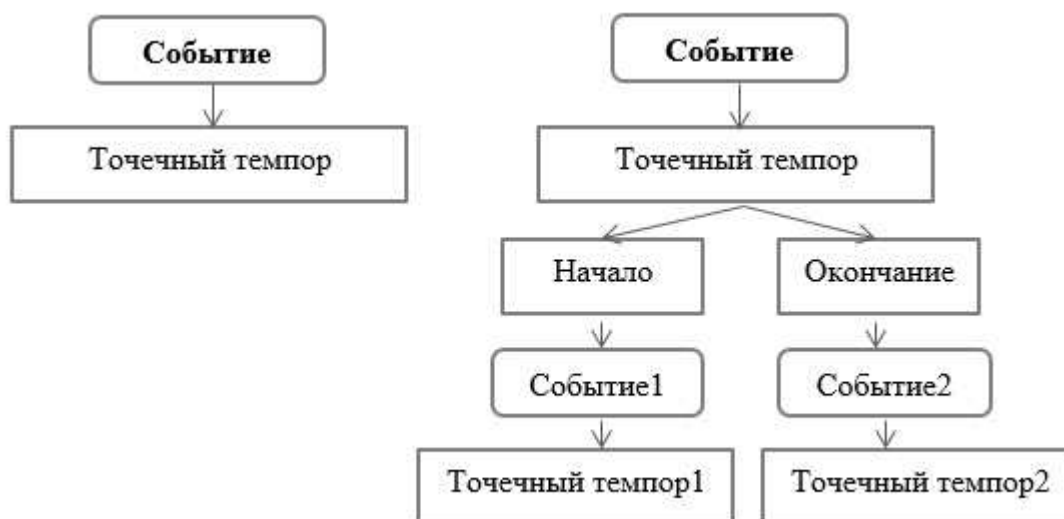 Событие
Точечный темпор
Событие
Точечный темпор
Начало
Окончание
Событие1
Событие2
Точечный темпор1
Точечный темпор2